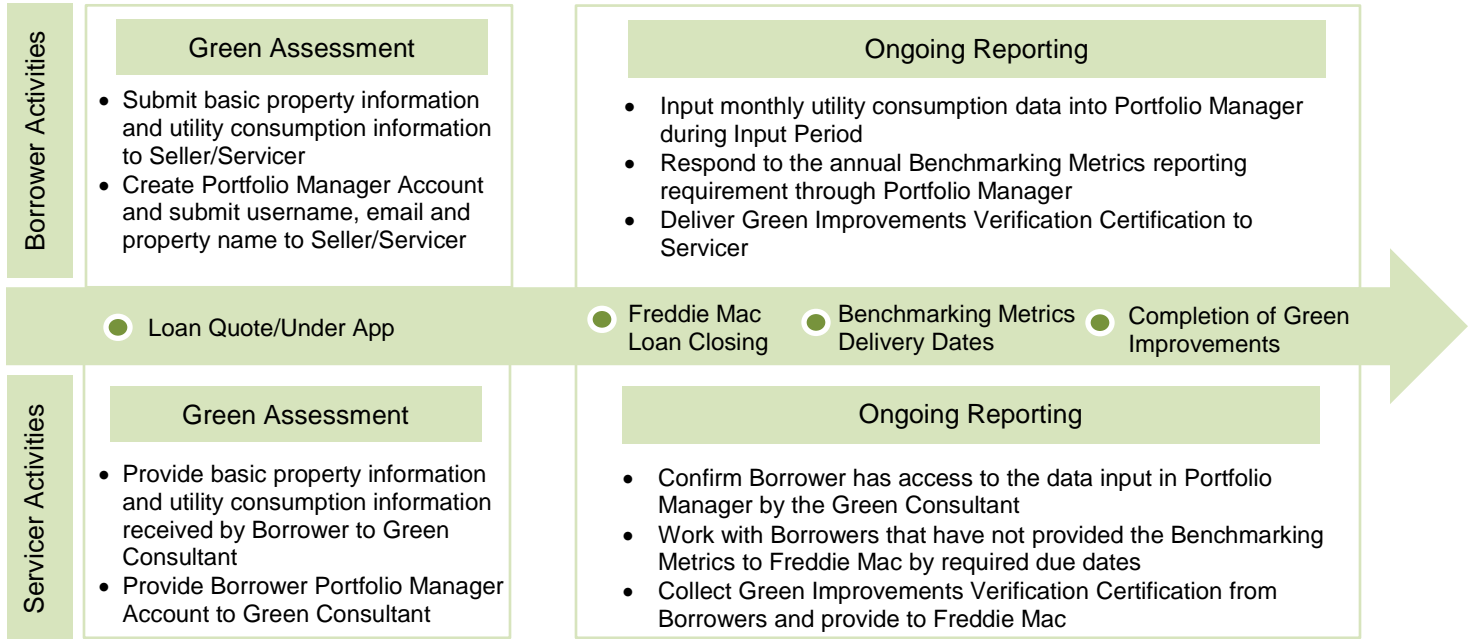 Borrower Activities
Green Assessment
• Submit basic property information
and utility consumption information
to Seller/Servicer
• Create Portfolio Manager Account
and submit username, email and
property name to Seller/Servicer
Ongoing Reporting
• Input monthly utility consumption data into Portfolio Manager
during Input Period
• Respond to the annual Benchmarking Metrics reporting
requirement through Portfolio Manager
• Deliver Green Improvements Verification Certification to
Servicer
Loan Quote/Under App
Freddie Mac
Loan Closing
Benchmarking Metrics
Delivery Dates
Completion of Green
Improvements
Servicer Activities
Green Assessment
• Provide basic property information
and utility consumption information
received by Borrower to Green
Consultant
• Provide Borrower Portfolio Manager
Account to Green Consultant
Ongoing Reporting
• Confirm Borrower has access to the data input in Portfolio
Manager by the Green Consultant
• Work with Borrowers that have not provided the Benchmarking
Metrics to Freddie Mac by required due dates
• Collect Green Improvements Verification Certification from
Borrowers and provide to Freddie Mac